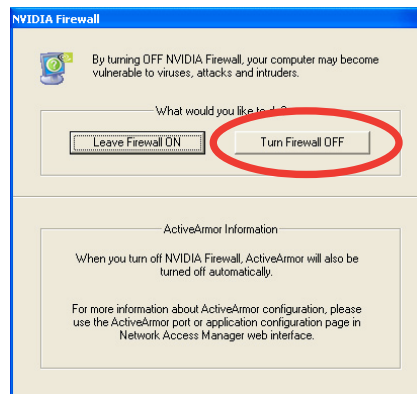 NVIDIA Firewall
By turning OFF NVIDIA Firewall, your computer may become
vulnerable to viruses, attacks and intruders.
What would you like to do?
Leave Firewall ON
Turn Firewall OFF
ActiveArmor Information
When you turn off NVIDIA Firewall, ActiveArmor will also be
turned off automatically.
For more information about ActiveArmor configuration, please
use the ActiveArmor port or application configuration page in
Network Access Manager web interface.